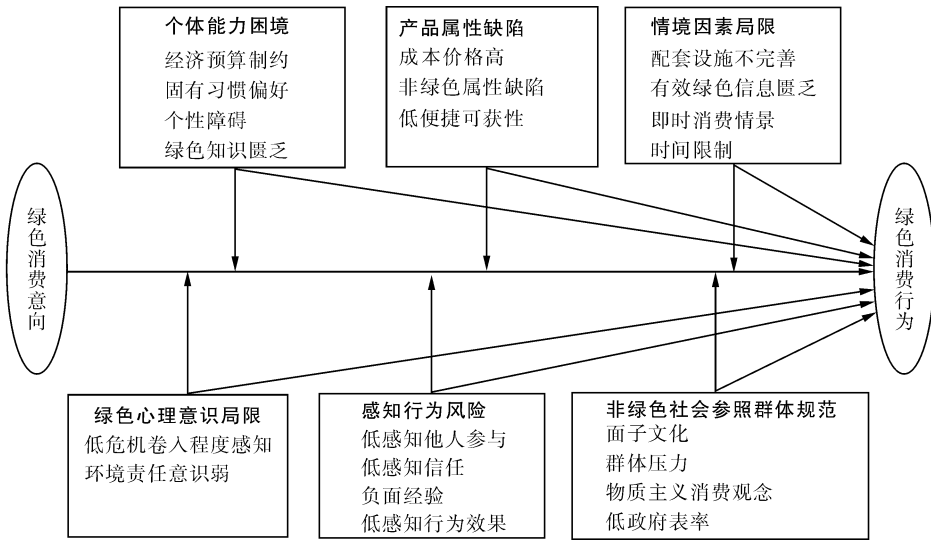 个体能力困境
经济预算制约
固有习惯偏好
个性障碍
绿色知识匮乏
产品属性缺陷
成本价格高
非绿色属性缺陷
低便捷可获性
情境因素局限
配套设施不完善
有效绿色信息匮乏
即时消费情景
时间限制
绿色消费意向
绿色消费行为
绿色心理意识局限
低危机卷入程度感知
环境责任意识弱
感知行为风险
低感知他人参与
低感知信任
负面经验
低感知行为效果
非绿色社会参照群体规范
面子文化
群体压力
物质主义消费观念
低政府表率